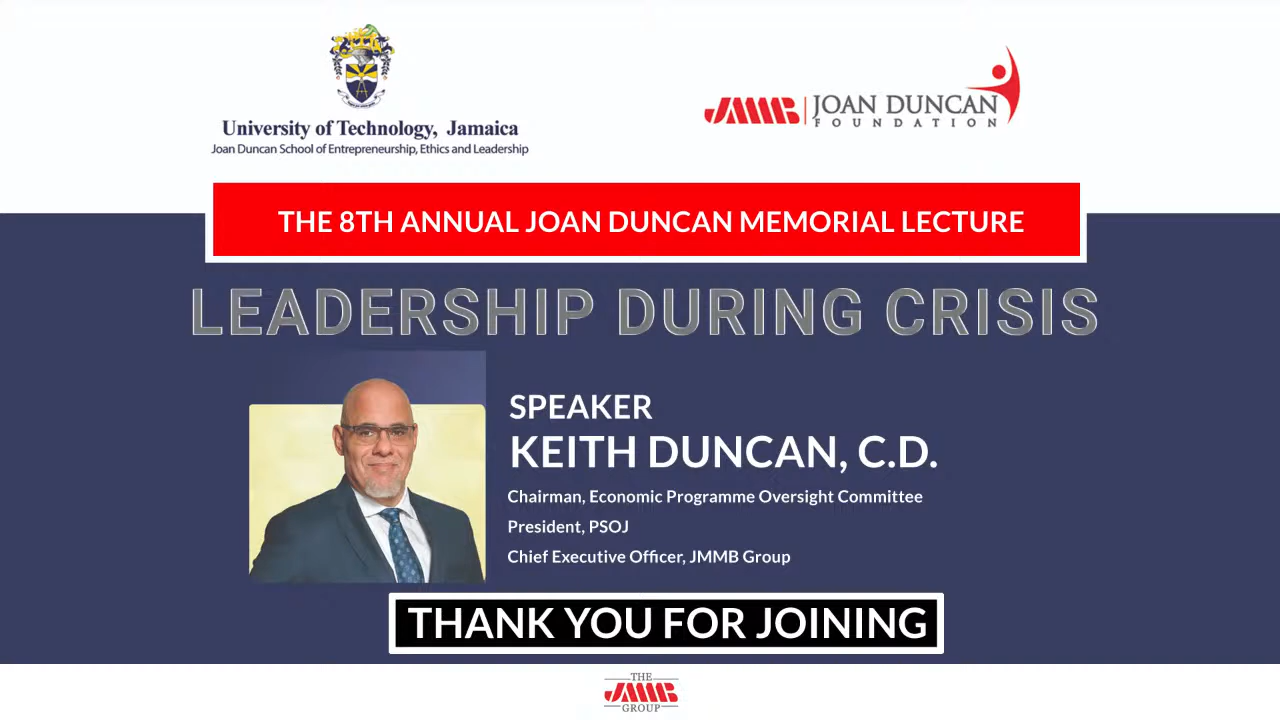 University of Technology, Jamaica
Joan Duncan School of Entrepreneurship, Ethics and Leadership
JMMB | JOAN DUNCAN
FOUNDATION
THE 8TH ANNUAL JOAN DUNCAN MEMORIAL LECTURE
LEADERSHIP DURING CRISIS
SPEAKER
KEITH DUNCAN, C.D.
Chairman, Economic Programme Oversight Committee
President, PSOJ
Chief Executive Officer, JMMB Group
THANK YOU FOR JOINING
THE
JMMB
GROUP